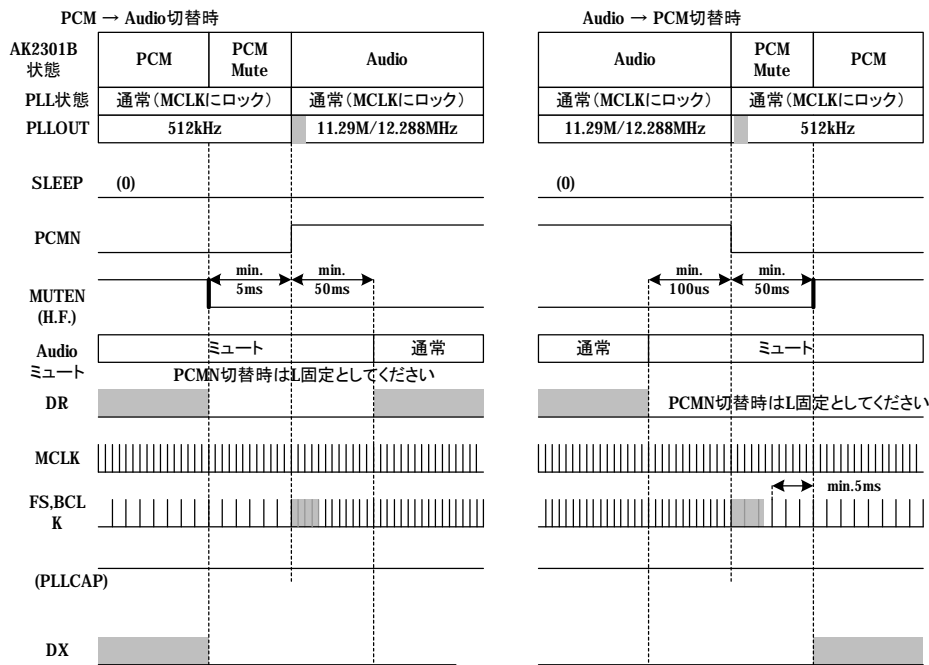 PCM → Audio切替時
AK2301B
状態
PCM
PCM
Mute
Audio
PLL状態
通常(MCLKにロック)
通常(MCLKにロック)
PLLOUT
512kHz
11.29M/12.288MHz
SLEEP
(0)
PCMN
MUTEN
(H.F.)
min.
5ms
min.
50ms
Audio
ミュート
ミュート
通常
PCMN切替時はL固定としてください
DR
MCLK
FS,BCL
K
(PLLCAP)
DX
Audio → PCM切替時
Audio
PCM
Mute
PCM
通常(MCLKにロック)
通常(MCLKにロック)
11.29M/12.288MHz
512kHz
(0)
min.
100us
min.
50ms
通常
ミュート
PCMN切替時はL固定としてください
min.5ms